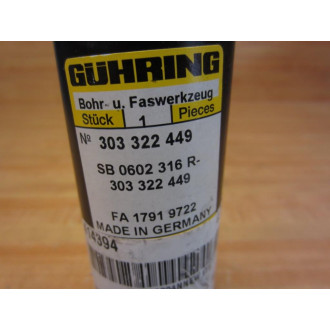 GÜHRING
Bohr- u. Faswerkzeug
Stück 1 Pieces
Nº 303 322 449
SB 0602 316 R-
303 322 449
FA 1791 9722
MADE IN GERMANY
4394